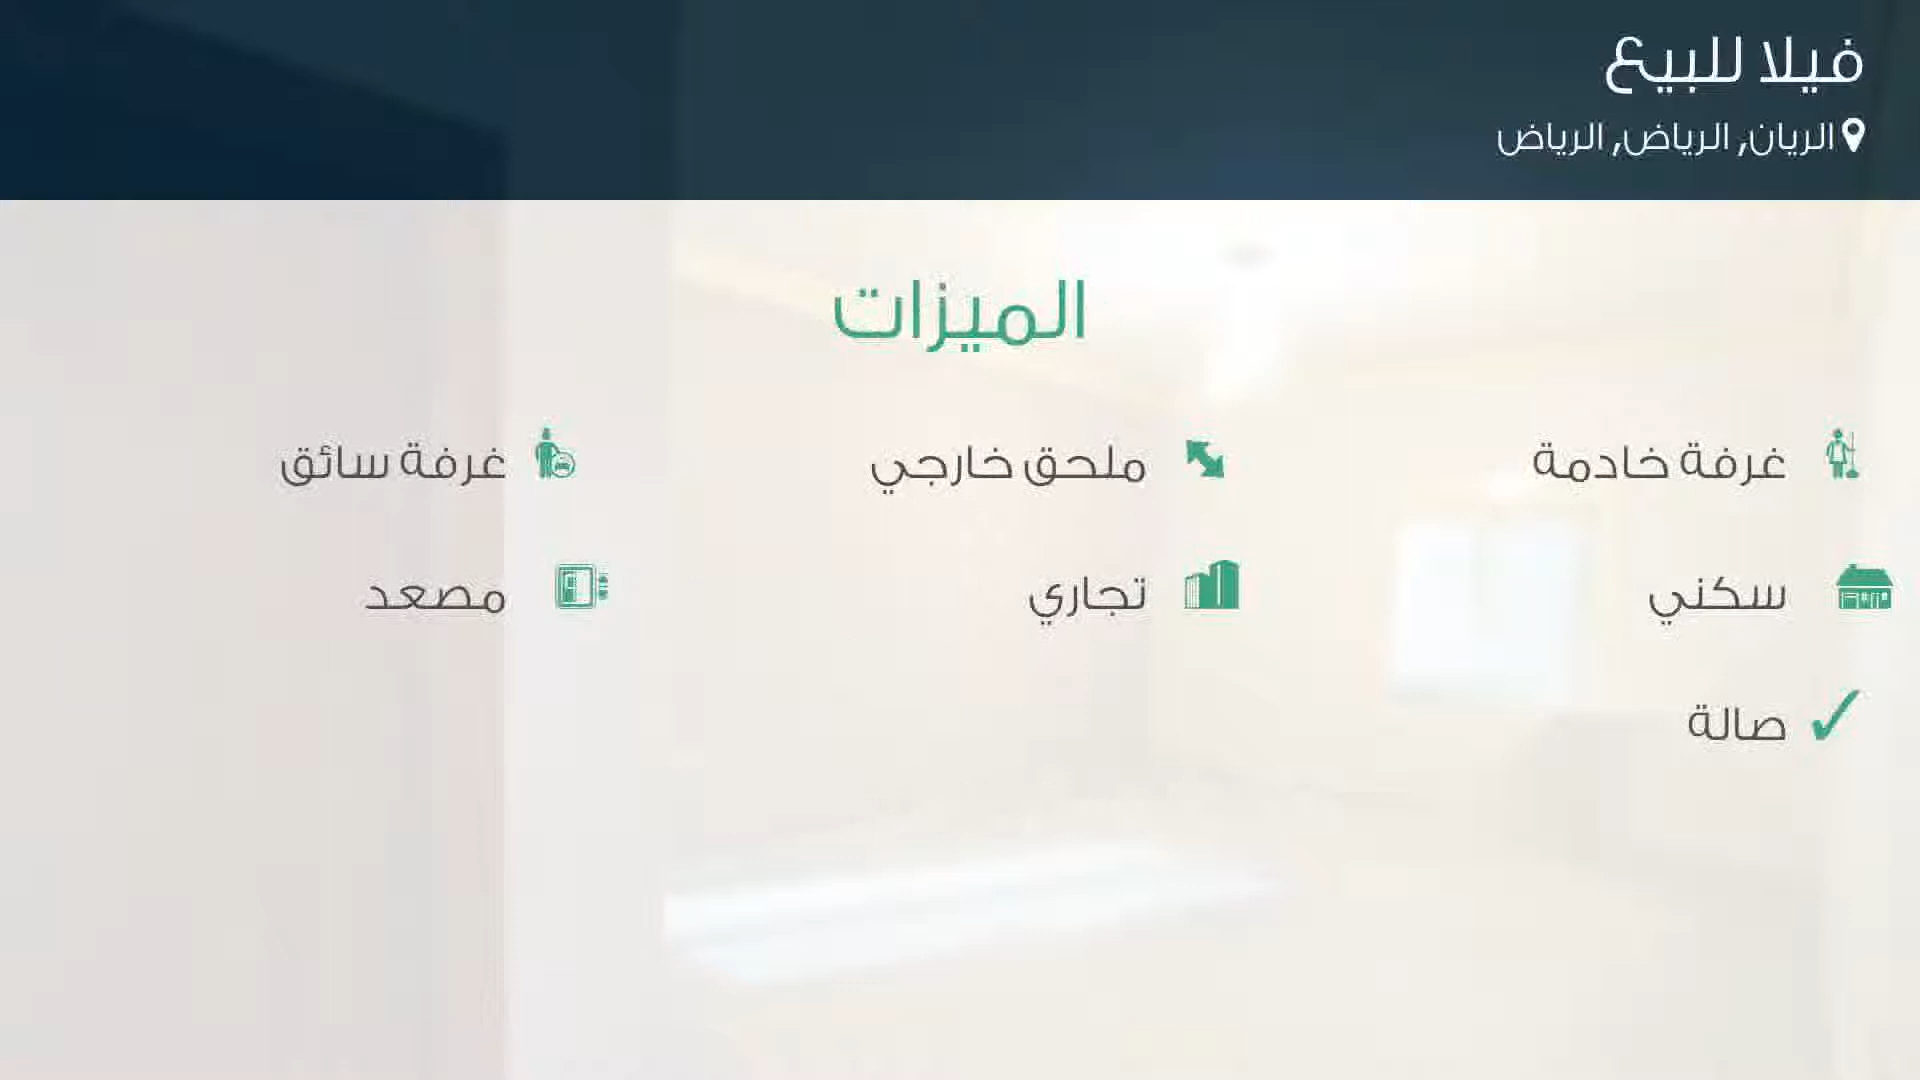 فيلا للبيع
الريان, الرياض, الرياض
الميزات
غرفة خادمة
ملحق خارجي
غرفة سائق
سكني
تجاري
مصعد
صالة